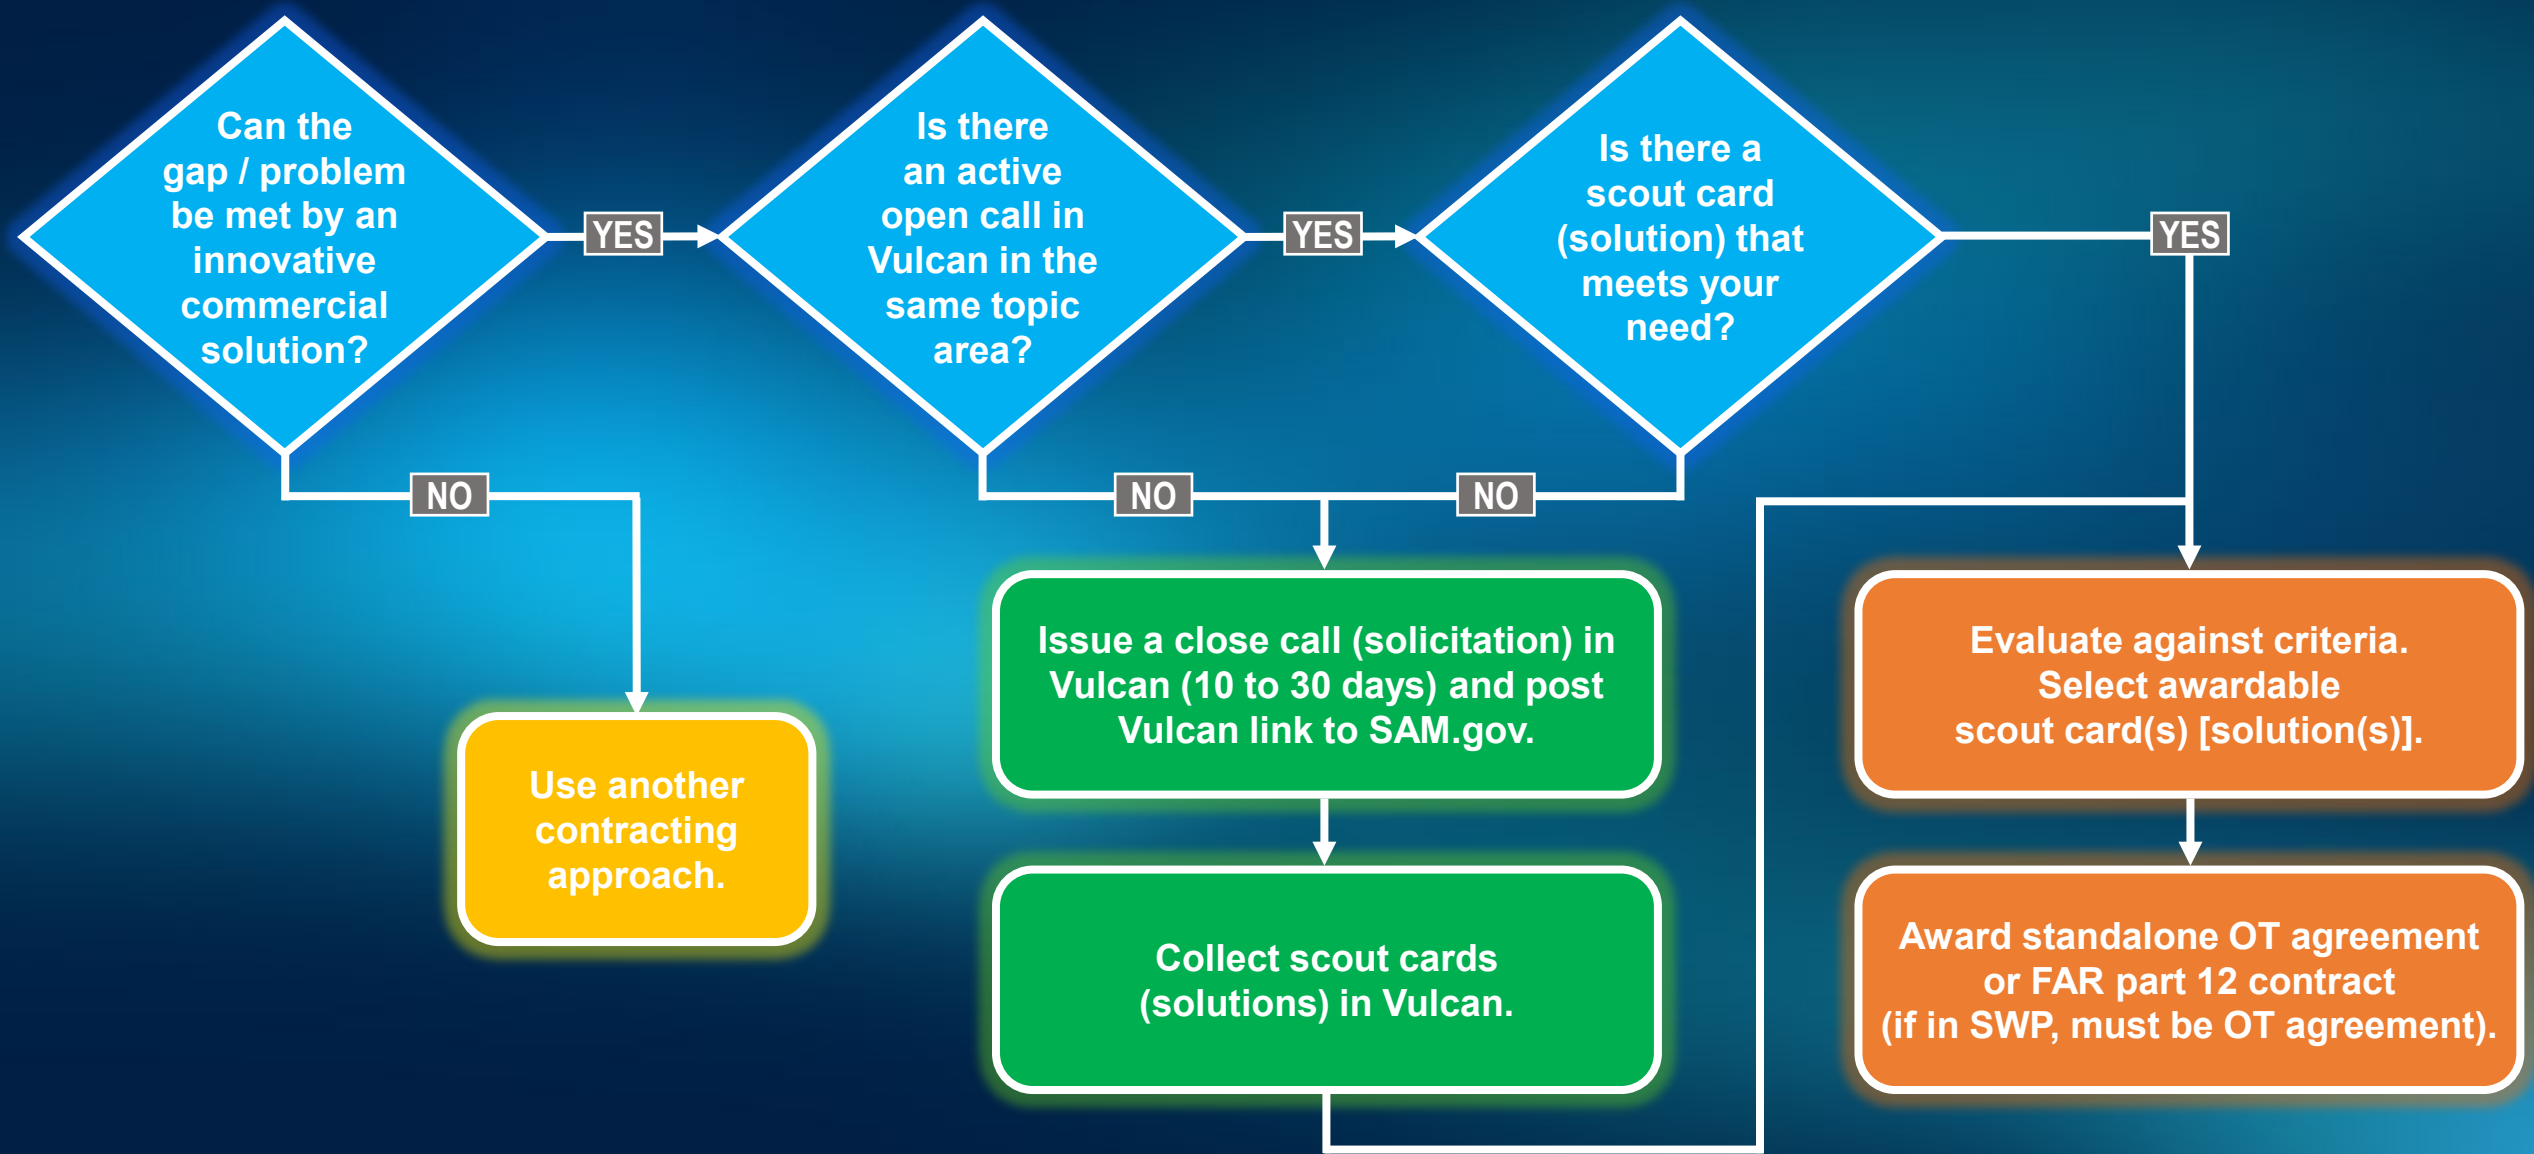 Can the
gap / problem
be met by an
innovative
commercial
solution?
YES
Is there
an active
open call in
Vulcan in the
same topic
area?
YES
Is there a
scout card
(solution) that
meets your
need?
YES
NO
NO
NO
Use another
contracting
approach.
Issue a close call (solicitation) in
Vulcan (10 to 30 days) and post
Vulcan link to SAM.gov.
Collect scout cards
(solutions) in Vulcan.
Evaluate against criteria.
Select awardable
scout card(s) [solution(s)].
Award standalone OT agreement
or FAR part 12 contract
(if in SWP, must be OT agreement).